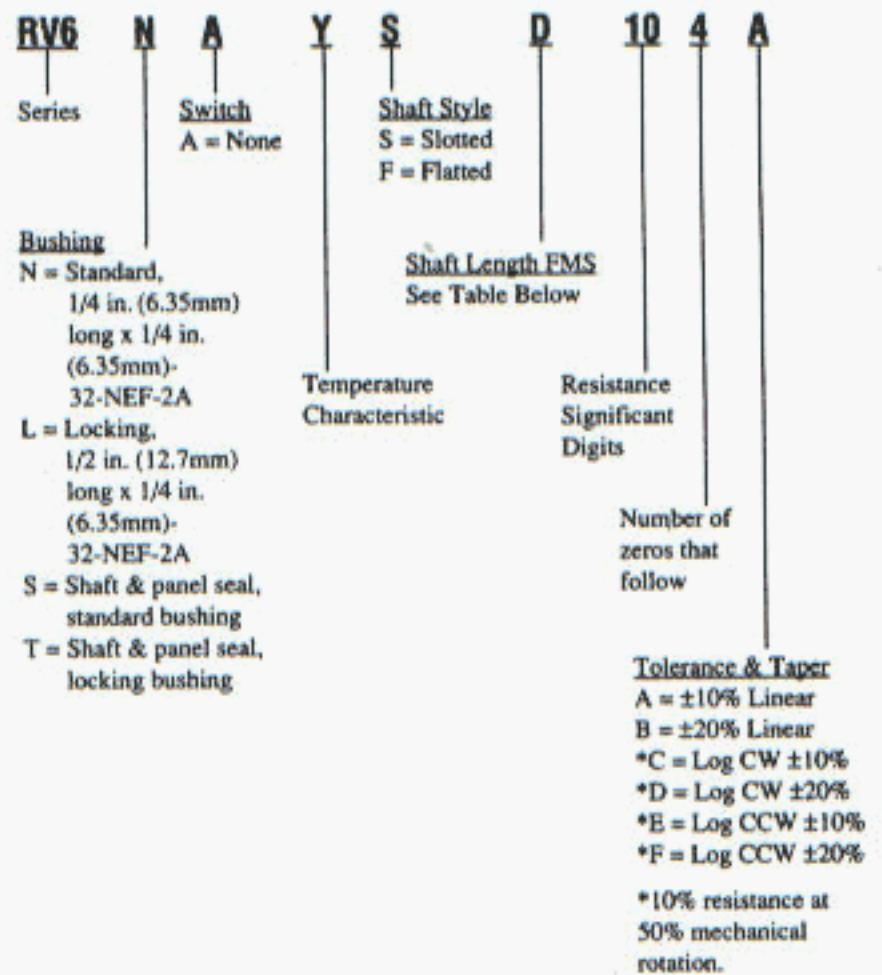 RV6 N A Y S D 10 4 A
Series
Switch
A = None
Shaft Style
S = Slotted
F = Flatted
Bushing
N = Standard,
1/4 in. (6.35mm)
long x 1/4 in.
(6.35mm)-
32-NEF-2A
L = Locking,
1/2 in. (12.7mm)
long x 1/4 in.
(6.35mm)-
32-NEF-2A
S = Shaft & panel seal,
standard bushing
T = Shaft & panel seal,
locking bushing
Shaft Length FMS
See Table Below
Temperature
Characteristic
Resistance
Significant
Digits
Number of
zeros that
follow
Tolerance & Taper
A = ±10% Linear
B = ±20% Linear
*C = Log CW ±10%
*D = Log CW ±20%
*E = Log CCW ±10%
*F = Log CCW ±20%
*10% resistance at
50% mechanical
rotation.